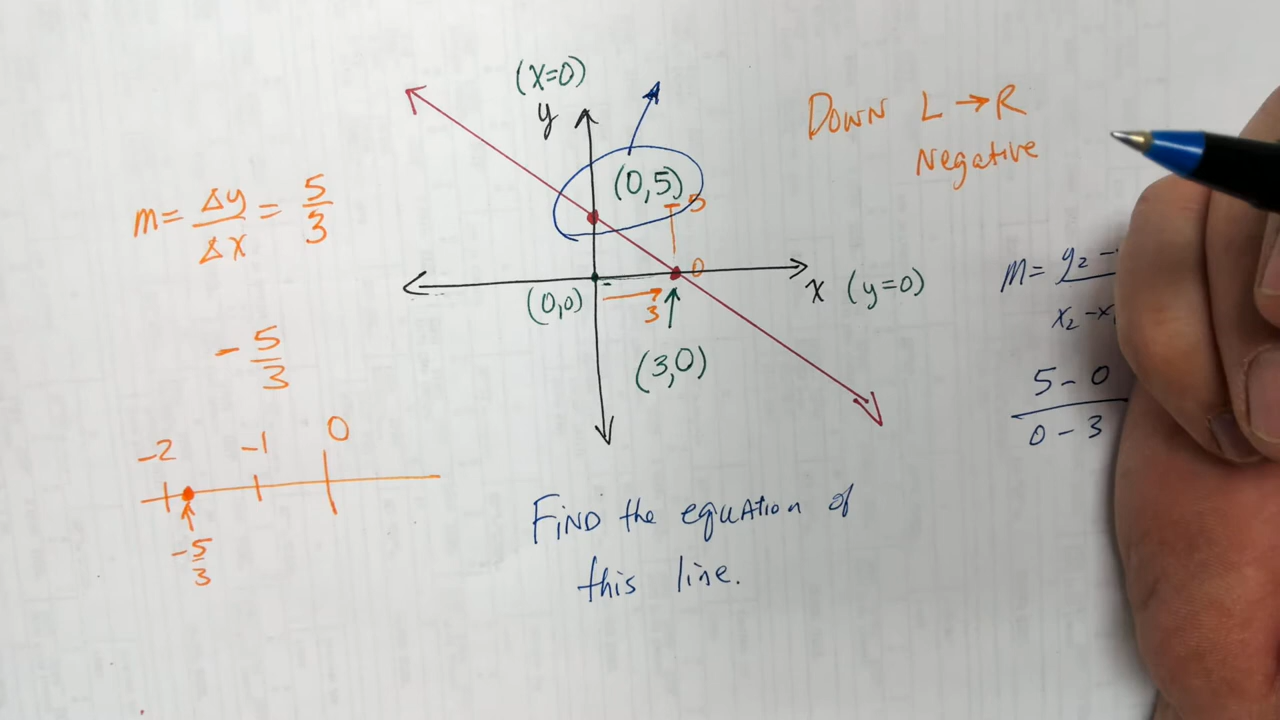 (x=0)
y
(0,5)
5
0
x (y=0)
(0,0)
3
(3,0)
DOWN L → R
Negative
m = Δy/Δx = 5/3
- 5/3
-2 -1 0
-5/3
m = y₂ -
x₂ - x
5 - 0
0 - 3
FIND the equation of
this line.